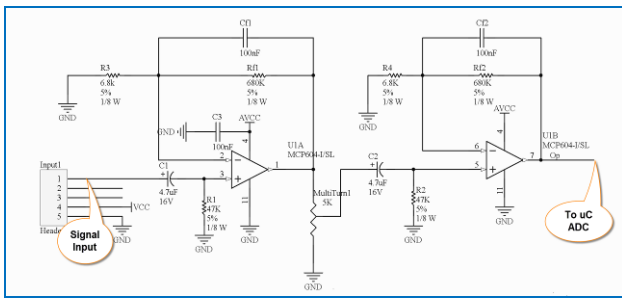 Cf1
100nF
R3
6.8k
5%
1/8 W
Rf1
680K
5%
1/8 W
GND
GND
C3
100nF
AVCC
4
U1A
MCP604-I/SL
2
3
1
11
GND
Input1
1
2
3
4
5
VCC
GND
Signal
Input
C1
4.7uF
16V
R1
47K
5%
1/8 W
GND
MultiTurn1
5K
GND
C2
4.7uF
16V
R2
47K
5%
1/8 W
GND
Cf2
100nF
R4
6.8K
5%
1/8 W
Rf2
680K
5%
1/8 W
GND
AVCC
4
U1B
MCP604-I/SL
6
5
7
Op
11
GND
To uC
ADC